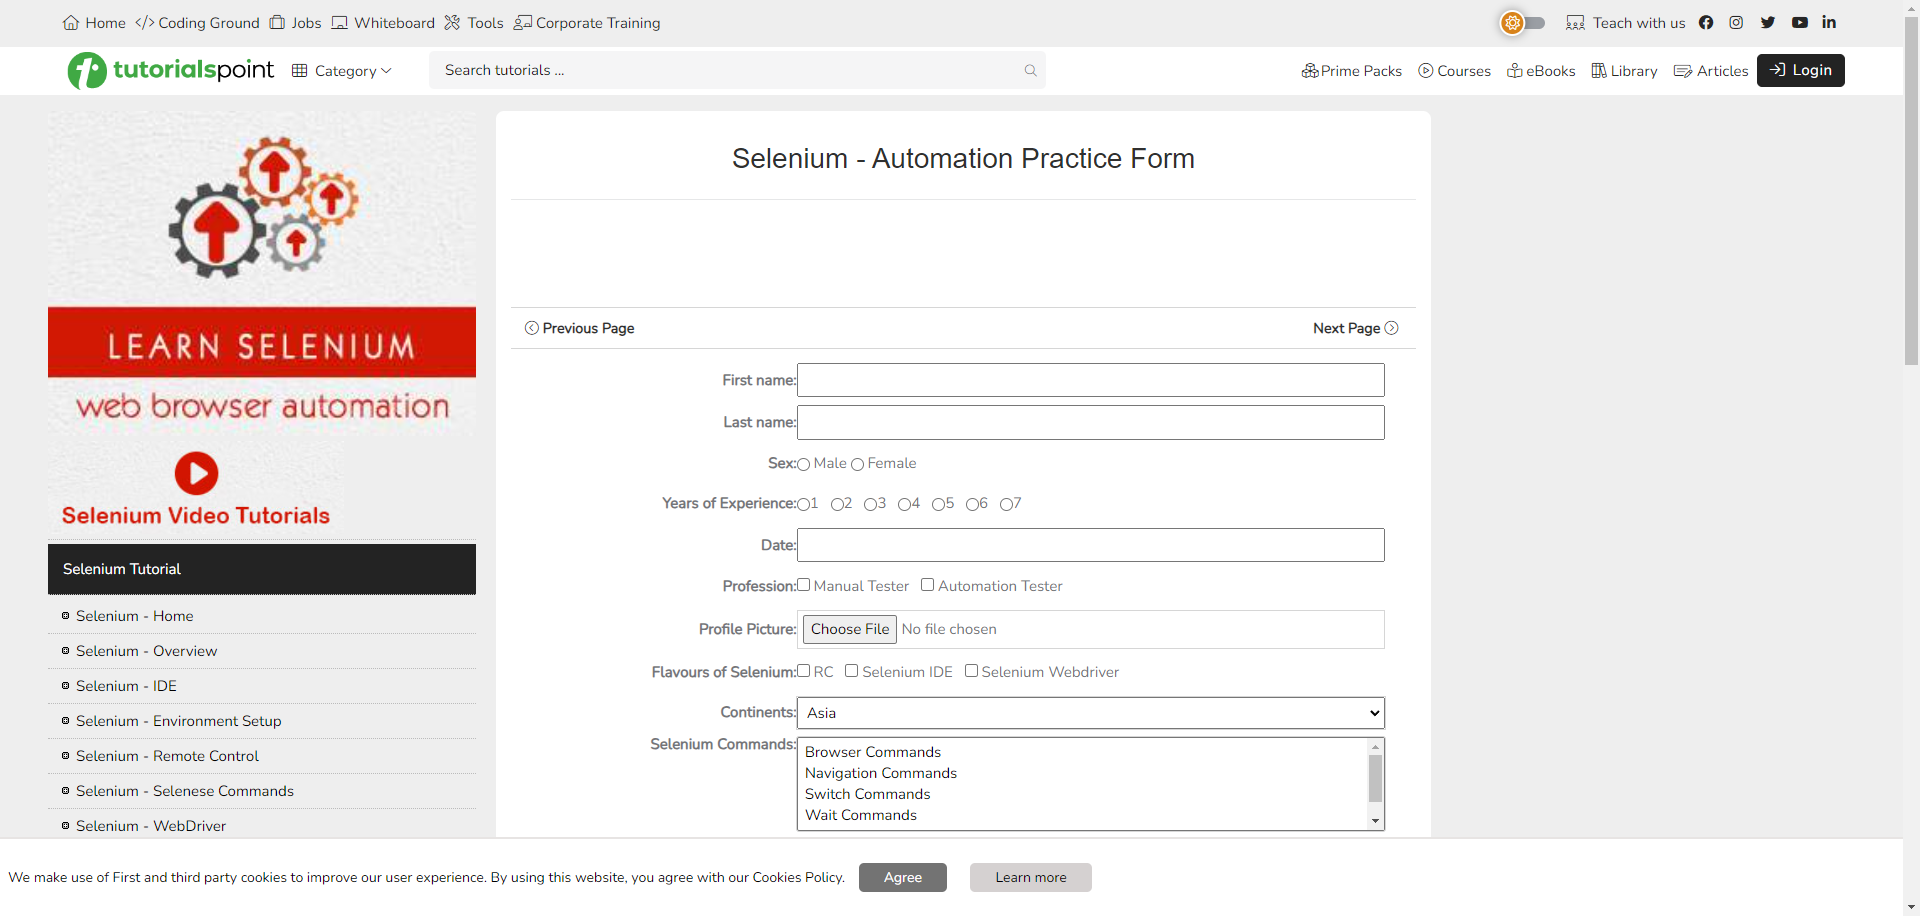 Home Coding Ground Jobs Whiteboard Tools Corporate Training Teach with us
tutorialspoint Category Search tutorials ... Prime Packs Courses eBooks Library Articles Login
LEARN SELENIUM
web browser automation
Selenium Video Tutorials
Selenium Tutorial
Selenium - Home
Selenium - Overview
Selenium - IDE
Selenium - Environment Setup
Selenium - Remote Control
Selenium - Selenese Commands
Selenium - WebDriver
Selenium - Automation Practice Form
Previous Page Next Page
First name:
Last name:
Sex: Male Female
Years of Experience: 1 2 3 4 5 6 7
Date:
Profession: Manual Tester Automation Tester
Profile Picture: Choose File No file chosen
Flavours of Selenium: RC Selenium IDE Selenium Webdriver
Continents: Asia
Selenium Commands: Browser Commands
Navigation Commands
Switch Commands
Wait Commands
We make use of First and third party cookies to improve our user experience. By using this website, you agree with our Cookies Policy. Agree Learn more